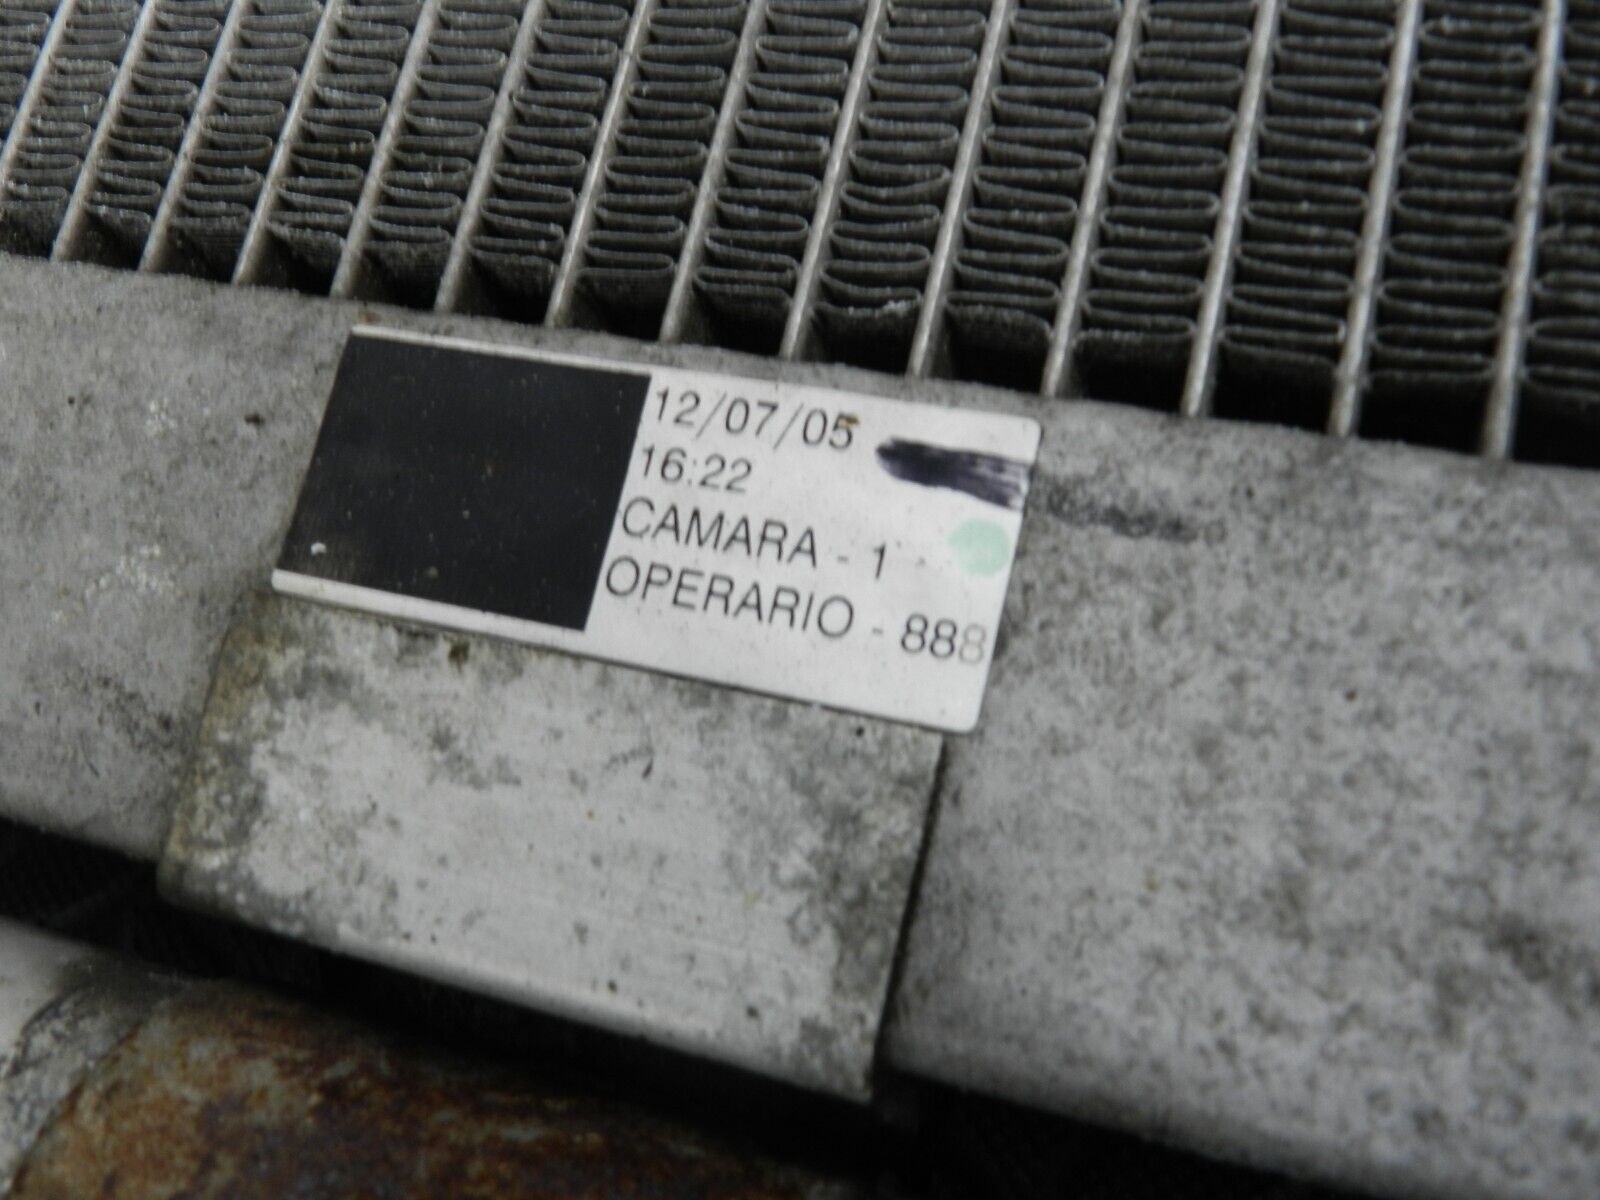 12/07/05
16:22
CAMARA - 1
OPERARIO - 888